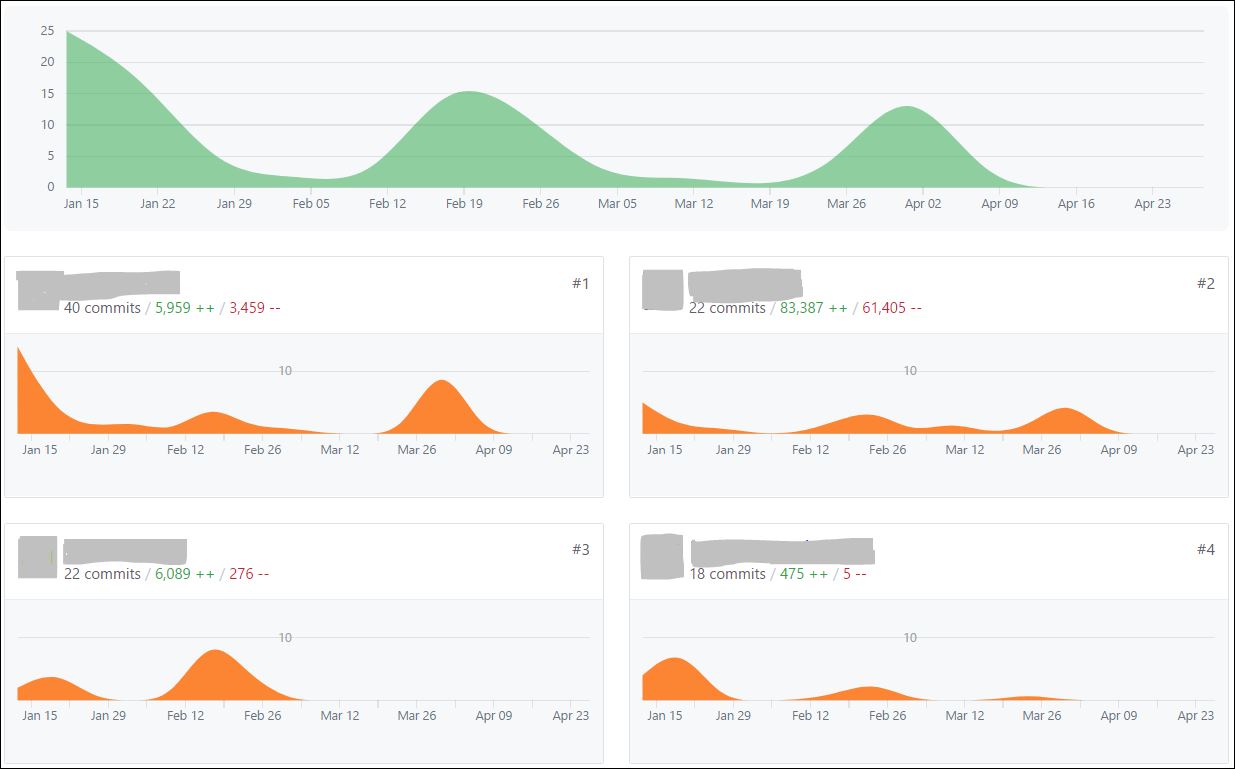 25
20
15
10
5
0
Jan 15 Jan 22 Jan 29 Feb 05 Feb 12 Feb 19 Feb 26 Mar 05 Mar 12 Mar 19 Mar 26 Apr 02 Apr 09 Apr 16 Apr 23
#1
40 commits / 5,959 ++ / 3,459 --
10
Jan 15 Jan 29 Feb 12 Feb 26 Mar 12 Mar 26 Apr 09 Apr 23
#2
22 commits / 83,387 ++ / 61,405 --
10
Jan 15 Jan 29 Feb 12 Feb 26 Mar 12 Mar 26 Apr 09 Apr 23
#3
22 commits / 6,089 ++ / 276 --
10
Jan 15 Jan 29 Feb 12 Feb 26 Mar 12 Mar 26 Apr 09 Apr 23
#4
18 commits / 475 ++ / 5 --
10
Jan 15 Jan 29 Feb 12 Feb 26 Mar 12 Mar 26 Apr 09 Apr 23